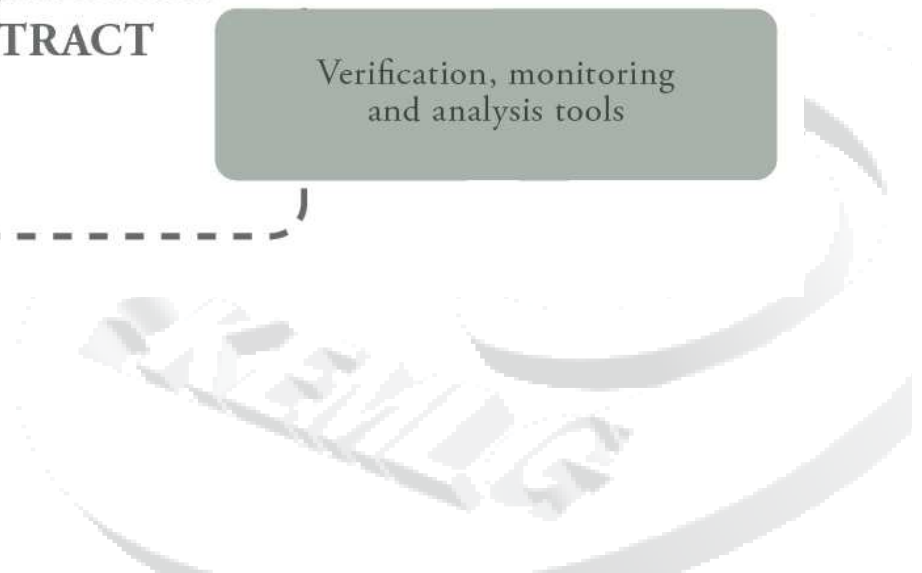 TRACT
Verification, monitoring
and analysis tools